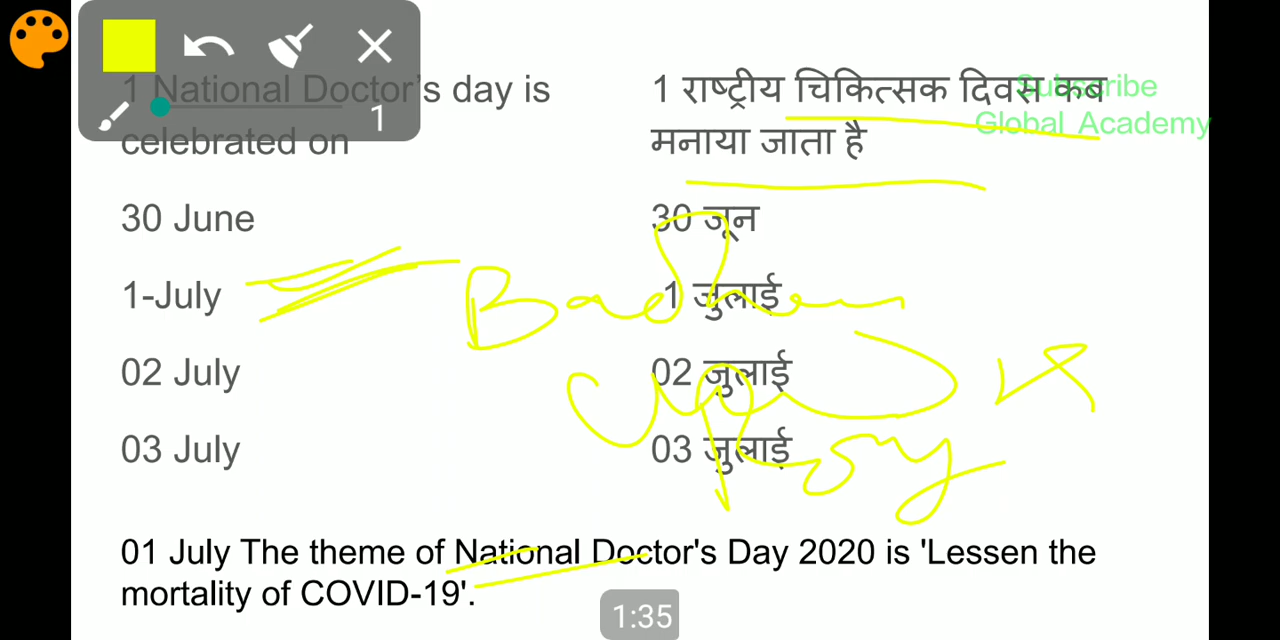 1 National Doctor's day is
celebrated on
30 June
1-July
02 July
03 July
1 राष्ट्रीय चिकित्सक दिवस कब
मनाया जाता है
30 जून
1 जुलाई
02 जुलाई
03 जुलाई
Subscribe
Global Academy
Roy
01 July The theme of National Doctor's Day 2020 is 'Lessen the
mortality of COVID-19'.
1
1:35